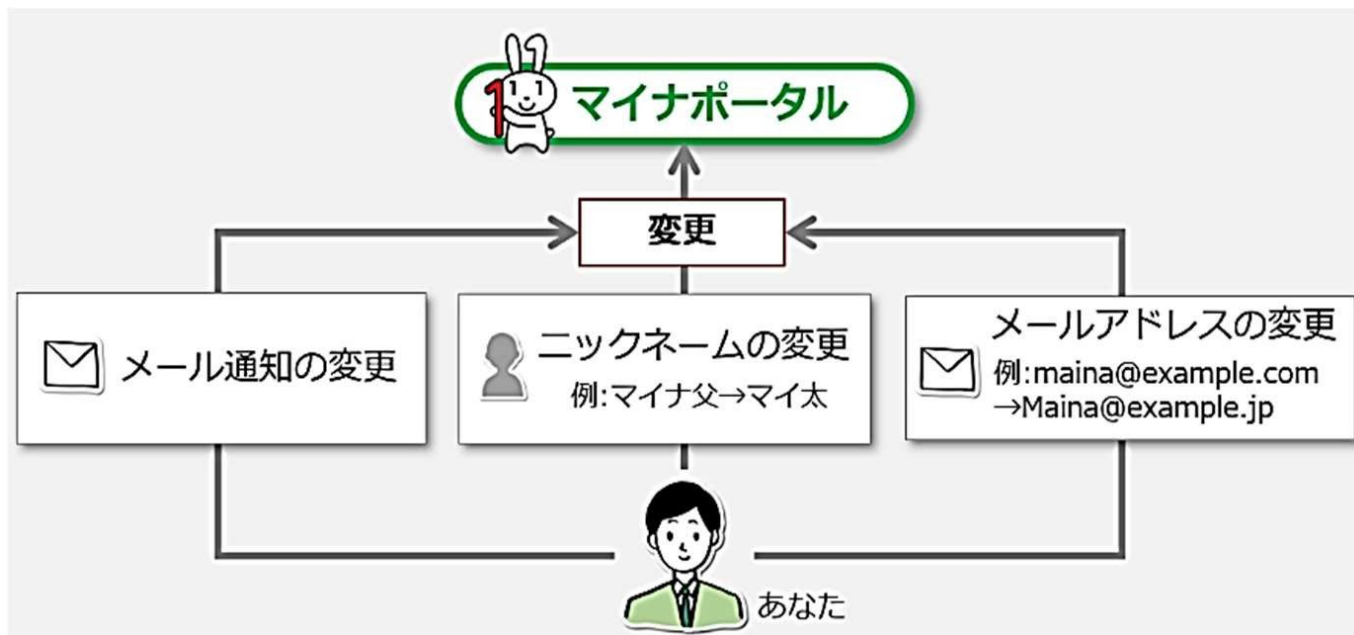 マイナポータル
変更
メール通知の変更
ニックネームの変更
例:マイナ父→マイ太
メールアドレスの変更
例:maina@example.com
→Maina@example.jp
あなた